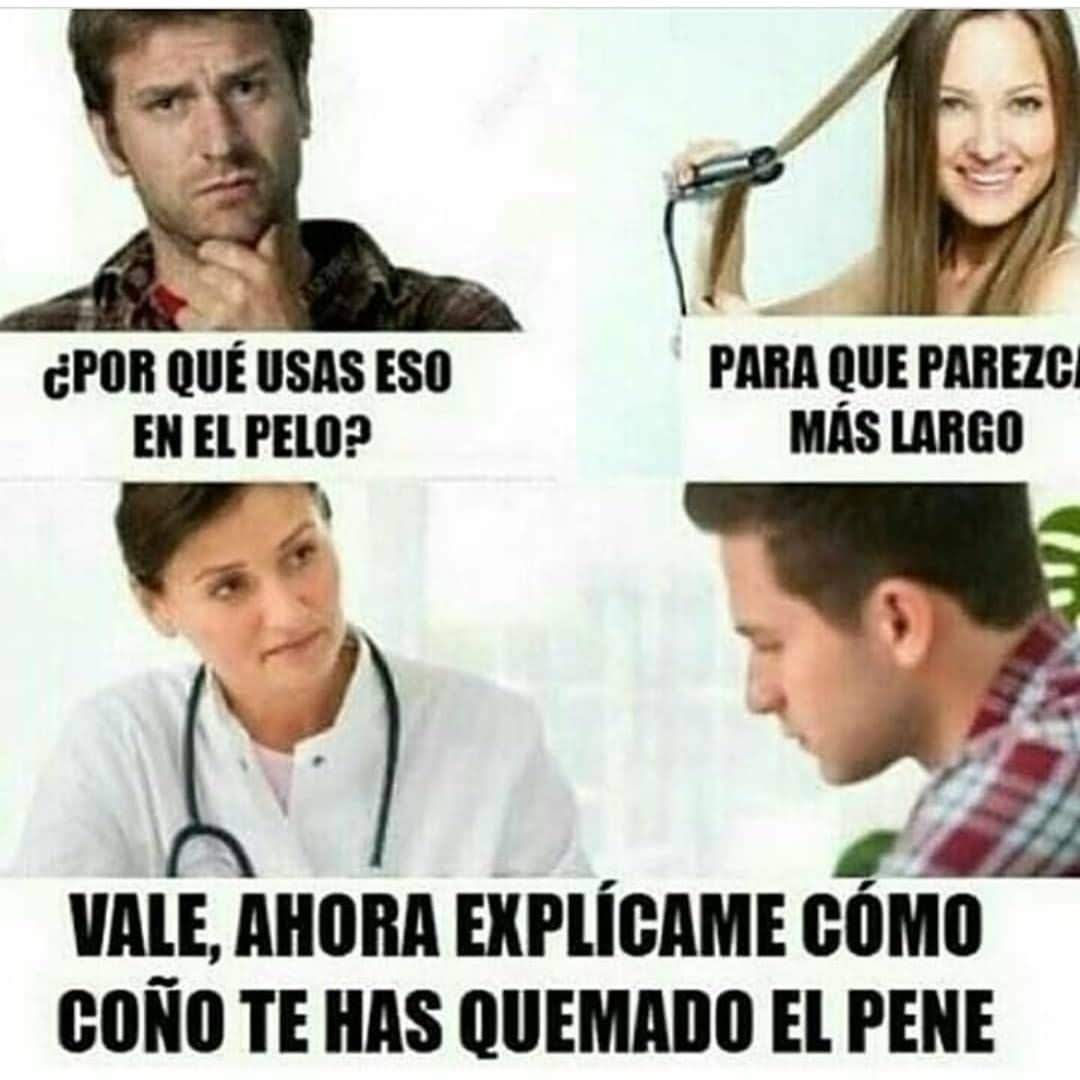 ¿POR QUÉ USAS ESO
EN EL PELO?
PARA QUE PAREZCA
MÁS LARGO
VALE, AHORA EXPLÍCAME CÓMO
COÑO TE HAS QUEMADO EL PENE